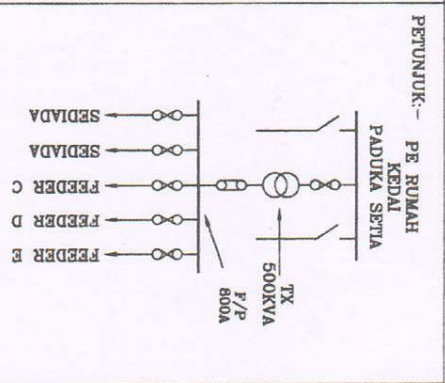 PETUNJUK:-
PE RUMAH
KEDAI
PADUKA SETIA
TX
500KVA
F/P
800A
SEDIADA
SEDIADA
FEEDER C
FEEDER D
FEEDER E